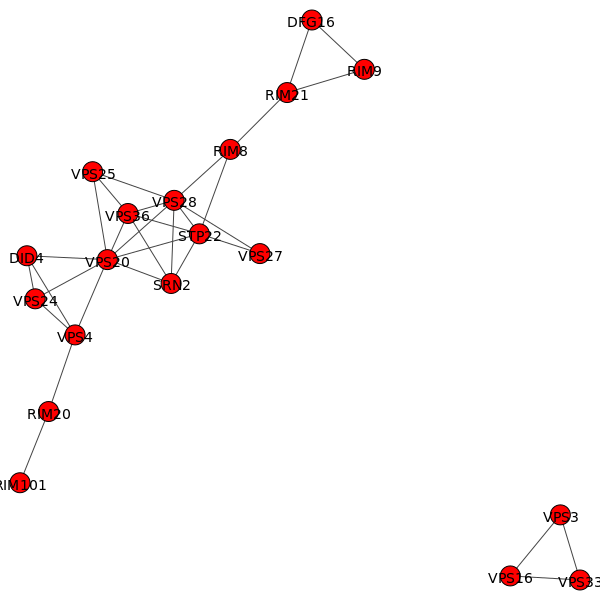 DFG16
RIM9
RIM21
RIM8
VPS25
VPS28
VPS36
STP22
VPS27
DID4
VPS20
SRN2
VPS24
VPS4
RIM20
RIM101
VPS3
VPS16
VPS33